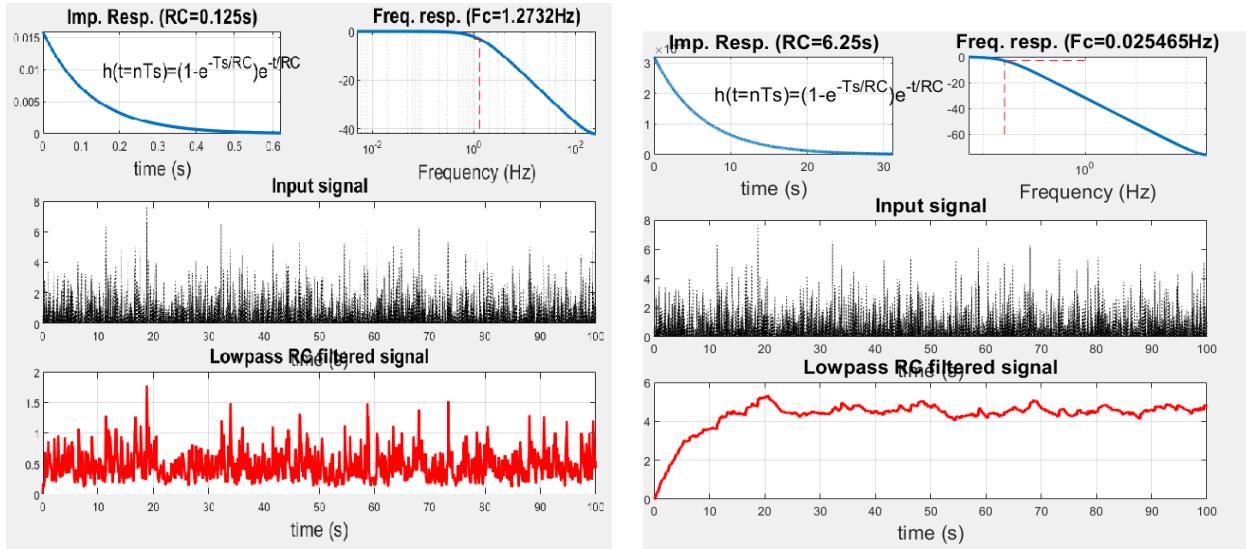 Imp. Resp. (RC=0.125s)
0.015
0.01
0.005
0
h(t=nTs)=(1-e^-Ts/RC)e^-t/RC
0 0.1 0.2 0.3 0.4 0.5 0.6
time (s)
Freq. resp. (Fc=1.2732Hz)
0
-20
-40
10^-2 10^0 10^2
Frequency (Hz)
Input signal
8
6
4
2
0
0 10 20 30 40 50 60 70 80 90 100
time (s)
Lowpass RC filtered signal
2
1.5
1
0.5
0
0 10 20 30 40 50 60 70 80 90 100
time (s)
Imp. Resp. (RC=6.25s)
3
2
1
0
h(t=nTs)=(1-e^-Ts/RC)e^-t/RC
0 10 20 30
time (s)
Freq. resp. (Fc=0.025465Hz)
0
-20
-40
-60
10^0
Frequency (Hz)
Input signal
8
6
4
2
0
0 10 20 30 40 50 60 70 80 90 100
time (s)
Lowpass RC filtered signal
6
4
2
0
0 10 20 30 40 50 60 70 80 90 100
time (s)